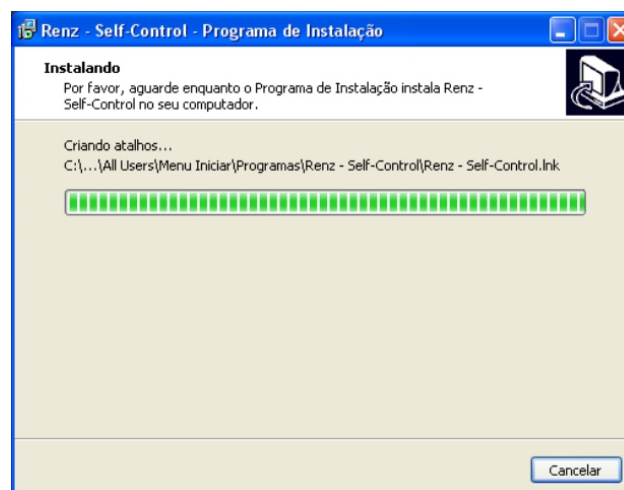 Renz - Self-Control - Programa de Instalação
Instalando
Por favor, aguarde enquanto o Programa de Instalação instala Renz -
Self-Control no seu computador.
Criando atalhos...
C:\...\All Users\Menu Iniciar\Programas\Renz - Self-Control\Renz - Self-Control.lnk
Cancelar